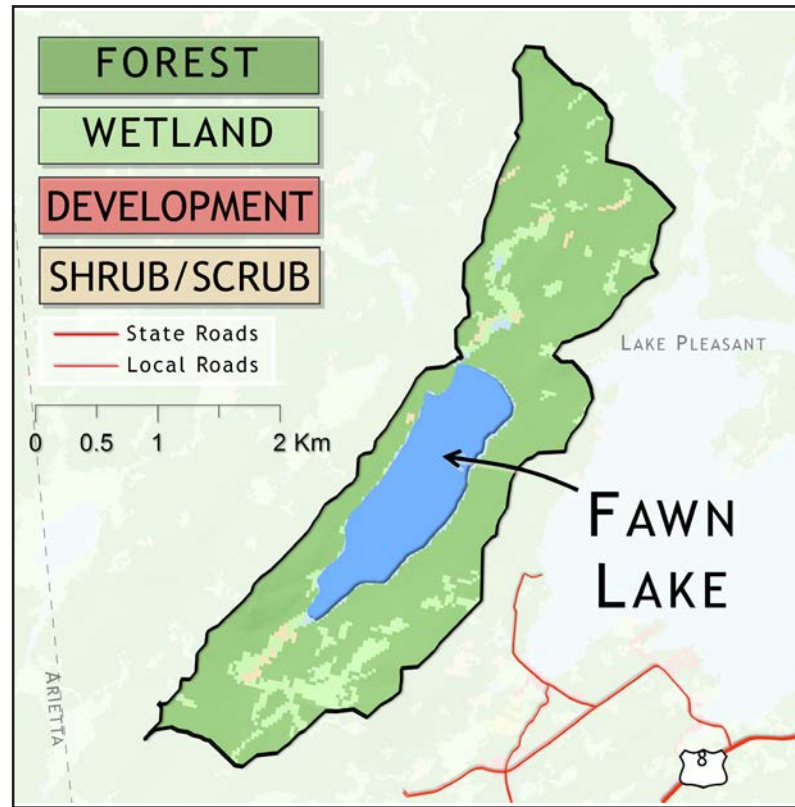 FOREST
WETLAND
DEVELOPMENT
SHRUB/SCRUB
State Roads
Local Roads
0 0.5 1 2 Km
LAKE PLEASANT
FAWN
LAKE
ARIETTA
8